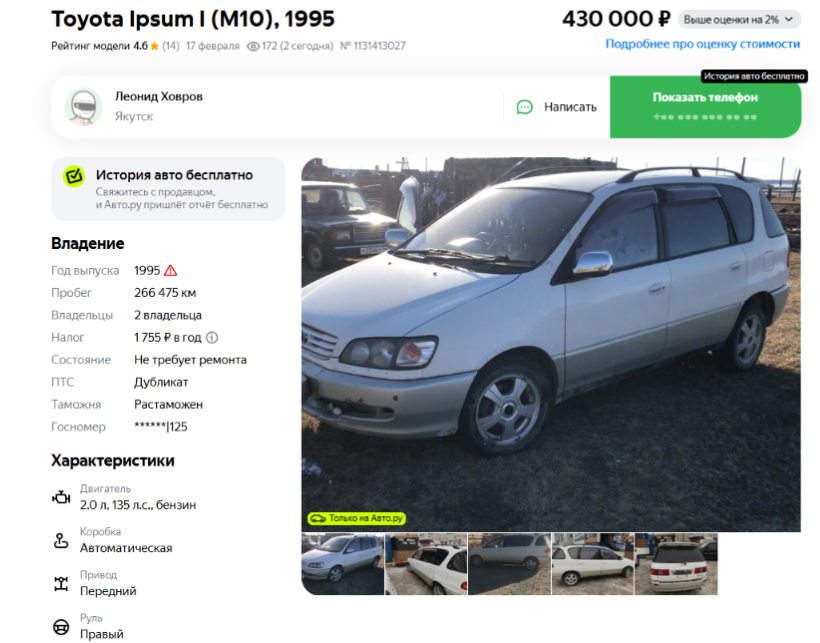 Toyota Ipsum I (M10), 1995
430 000 ₽
Выше оценки на 2%
Рейтинг модели 4.6 (14) 17 февраля 172 (2 сегодня) № 1131413027
Подробнее про оценку стоимости
История авто бесплатно
Леонид Ховров
Якутск
Написать
Показать телефон
+•• ••• ••• •• ••
История авто бесплатно
Свяжитесь с продавцом,
и Авто.ру пришлёт отчёт бесплатно
Владение
Год выпуска 1995
Пробег 266 475 км
Владельцы 2 владельца
Налог 1 755 ₽ в год
Состояние Не требует ремонта
ПТС Дубликат
Таможня Растаможен
Госномер ******|125
Характеристики
Двигатель
2.0 л, 135 л.с., бензин
Коробка
Автоматическая
Привод
Передний
Руль
Правый
Только на Авто.ру